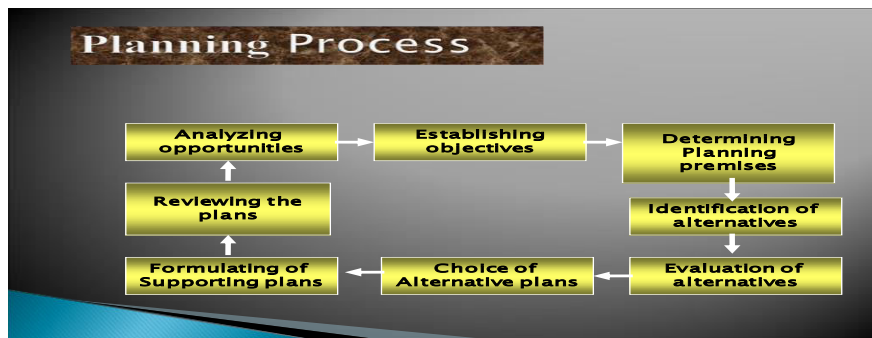 Planning Process
Analyzing
opportunities
Establishing
objectives
Determining
Planning
premises
Identification of
alternatives
Evaluation of
alternatives
Choice of
Alternative plans
Formulating of
Supporting plans
Reviewing the
plans